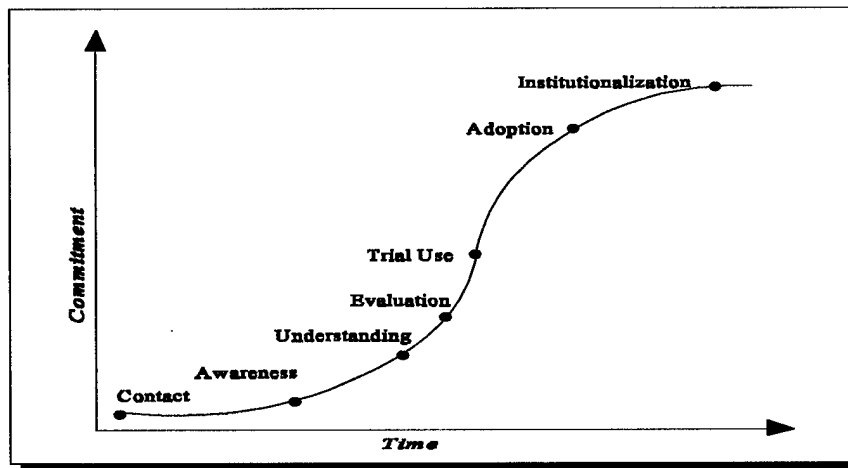 Institutionalization
Adoption
Trial Use
Evaluation
Understanding
Awareness
Contact
Commitment
Time